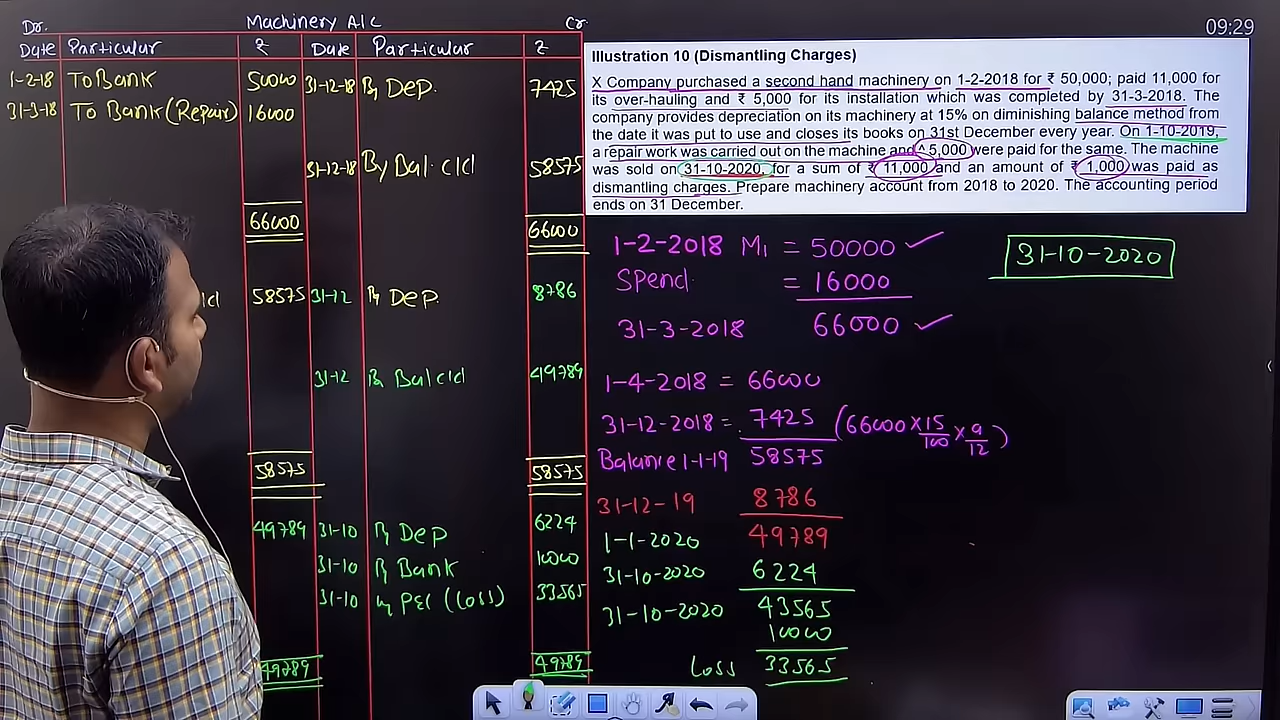 09:29
Dr. Machinery A/C Cr.
Date Particular ₹ Date Particular ₹
1-2-18 To Bank 50000 31-12-18 By Dep. 7425
31-3-18 To Bank (Repair) 16000
31-12-18 By Bal c/d 58575
66000 66000
58575 31-12 By Dep. 8786
31-12 By Bal c/d 49789
58575 58575
49789 31-10 By Dep 6224
31-10 By Bank 10000
31-10 by P&L (Loss) 33565
49789 49789
Illustration 10 (Dismantling Charges)
X Company purchased a second hand machinery on 1-2-2018 for ₹ 50,000; paid 11,000 for
its over-hauling and ₹ 5,000 for its installation which was completed by 31-3-2018. The
company provides depreciation on its machinery at 15% on diminishing balance method from
the date it was put to use and closes its books on 31st December every year. On 1-10-2019,
a repair work was carried out on the machine and ^ 5,000 were paid for the same. The machine
was sold on 31-10-2020, for a sum of ₹ 11,000 and an amount of ₹ 1,000 was paid as
dismantling charges. Prepare machinery account from 2018 to 2020. The accounting period
ends on 31 December.
1-2-2018 M1 = 50000 ✓
Spend = 16000
31-3-2018 66000 ✓
31-10-2020
1-4-2018 = 66000
31-12-2018 = 7425 (66000 × 15/100 × 9/12)
Balance 1-1-19 58575
31-12-19 8786
1-1-2020 49789
31-10-2020 6224
31-10-2020 43565
10000
Loss 33565